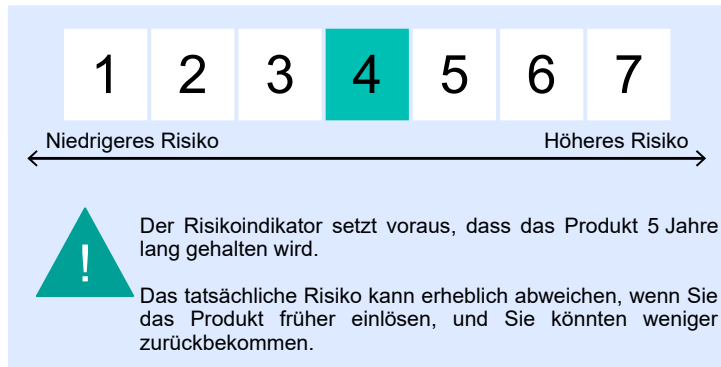 1 2 3 4 5 6 7
Niedrigeres Risiko Höheres Risiko
!
Der Risikoindikator setzt voraus, dass das Produkt 5 Jahre
lang gehalten wird.
Das tatsächliche Risiko kann erheblich abweichen, wenn Sie
das Produkt früher einlösen, und Sie könnten weniger
zurückbekommen.